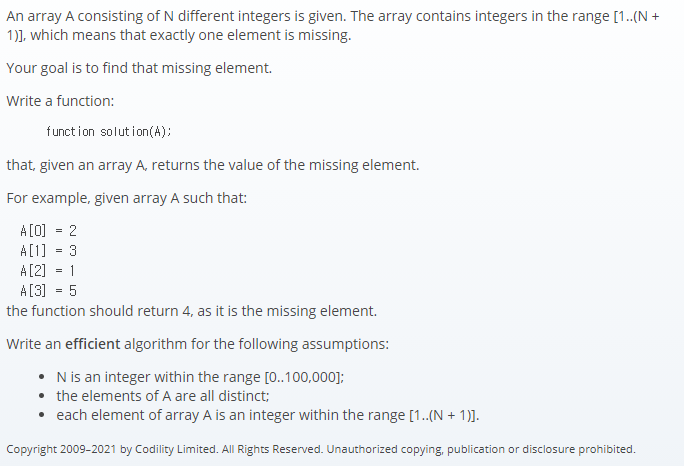 An array A consisting of N different integers is given. The array contains integers in the range [1..(N +
1)], which means that exactly one element is missing.
Your goal is to find that missing element.
Write a function:
function solution(A);
that, given an array A, returns the value of the missing element.
For example, given array A such that:
A[0] = 2
A[1] = 3
A[2] = 1
A[3] = 5
the function should return 4, as it is the missing element.
Write an efficient algorithm for the following assumptions:
• N is an integer within the range [0..100,000];
• the elements of A are all distinct;
• each element of array A is an integer within the range [1..(N + 1)].
Copyright 2009–2021 by Codility Limited. All Rights Reserved. Unauthorized copying, publication or disclosure prohibited.